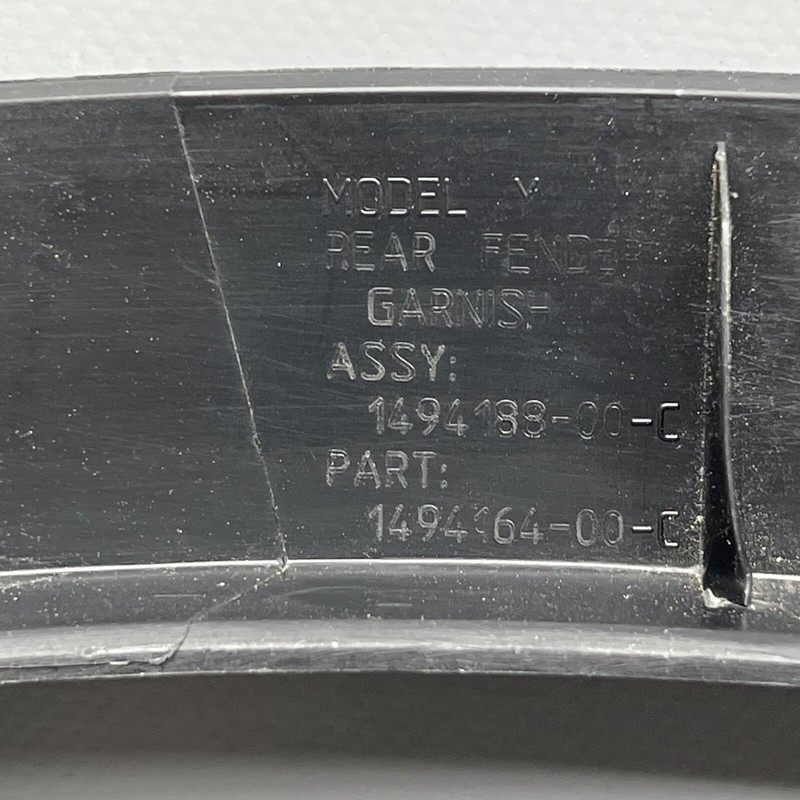 MODEL Y
REAR FENDER
GARNISH
ASSY:
1494188-00-C
PART:
1494164-00-C